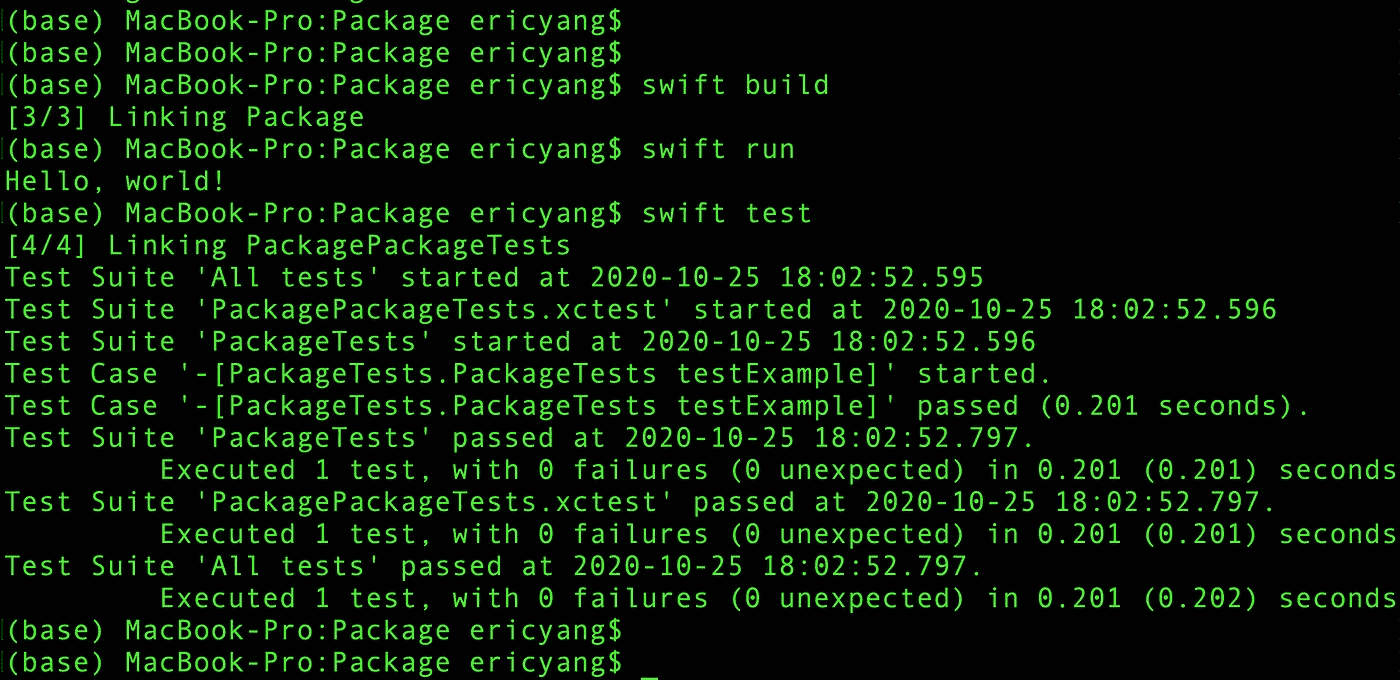 (base) MacBook-Pro:Package ericyang$
(base) MacBook-Pro:Package ericyang$
(base) MacBook-Pro:Package ericyang$ swift build
[3/3] Linking Package
(base) MacBook-Pro:Package ericyang$ swift run
Hello, world!
(base) MacBook-Pro:Package ericyang$ swift test
[4/4] Linking PackagePackageTests
Test Suite 'All tests' started at 2020-10-25 18:02:52.595
Test Suite 'PackagePackageTests.xctest' started at 2020-10-25 18:02:52.596
Test Suite 'PackageTests' started at 2020-10-25 18:02:52.596
Test Case '-[PackageTests.PackageTests testExample]' started.
Test Case '-[PackageTests.PackageTests testExample]' passed (0.201 seconds).
Test Suite 'PackageTests' passed at 2020-10-25 18:02:52.797.
Executed 1 test, with 0 failures (0 unexpected) in 0.201 (0.201) seconds
Test Suite 'PackagePackageTests.xctest' passed at 2020-10-25 18:02:52.797.
Executed 1 test, with 0 failures (0 unexpected) in 0.201 (0.201) seconds
Test Suite 'All tests' passed at 2020-10-25 18:02:52.797.
Executed 1 test, with 0 failures (0 unexpected) in 0.201 (0.202) seconds
(base) MacBook-Pro:Package ericyang$
(base) MacBook-Pro:Package ericyang$ _